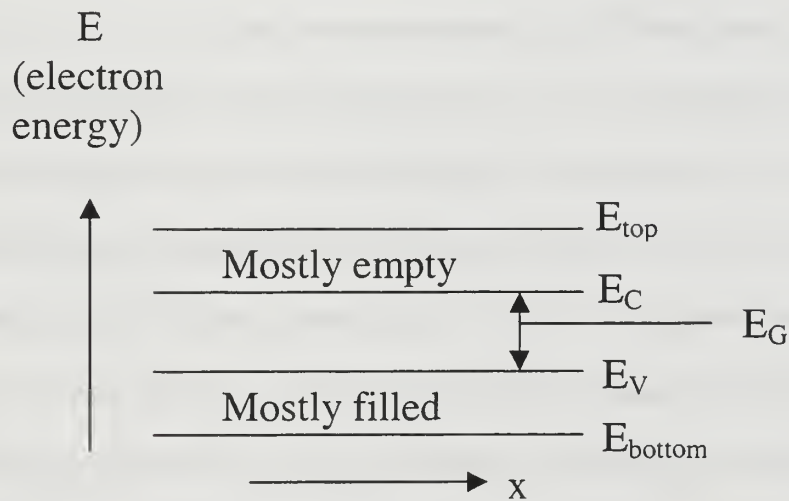 E
(electron
energy)
E_top
Mostly empty
E_C
E_G
E_V
Mostly filled
E_bottom
x